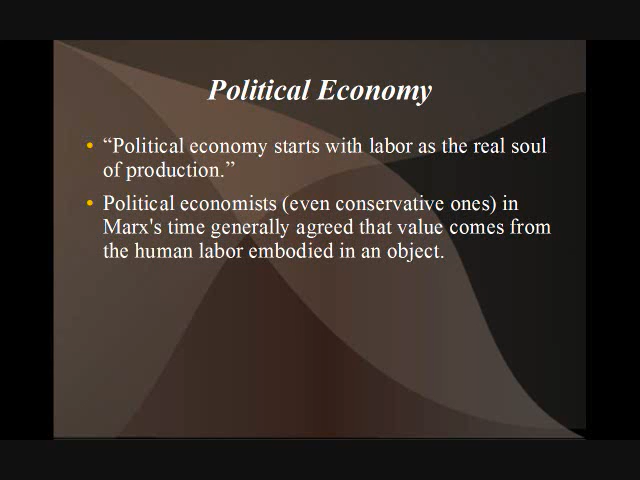 Political Economy
• “Political economy starts with labor as the real soul
of production.”
• Political economists (even conservative ones) in
Marx's time generally agreed that value comes from
the human labor embodied in an object.